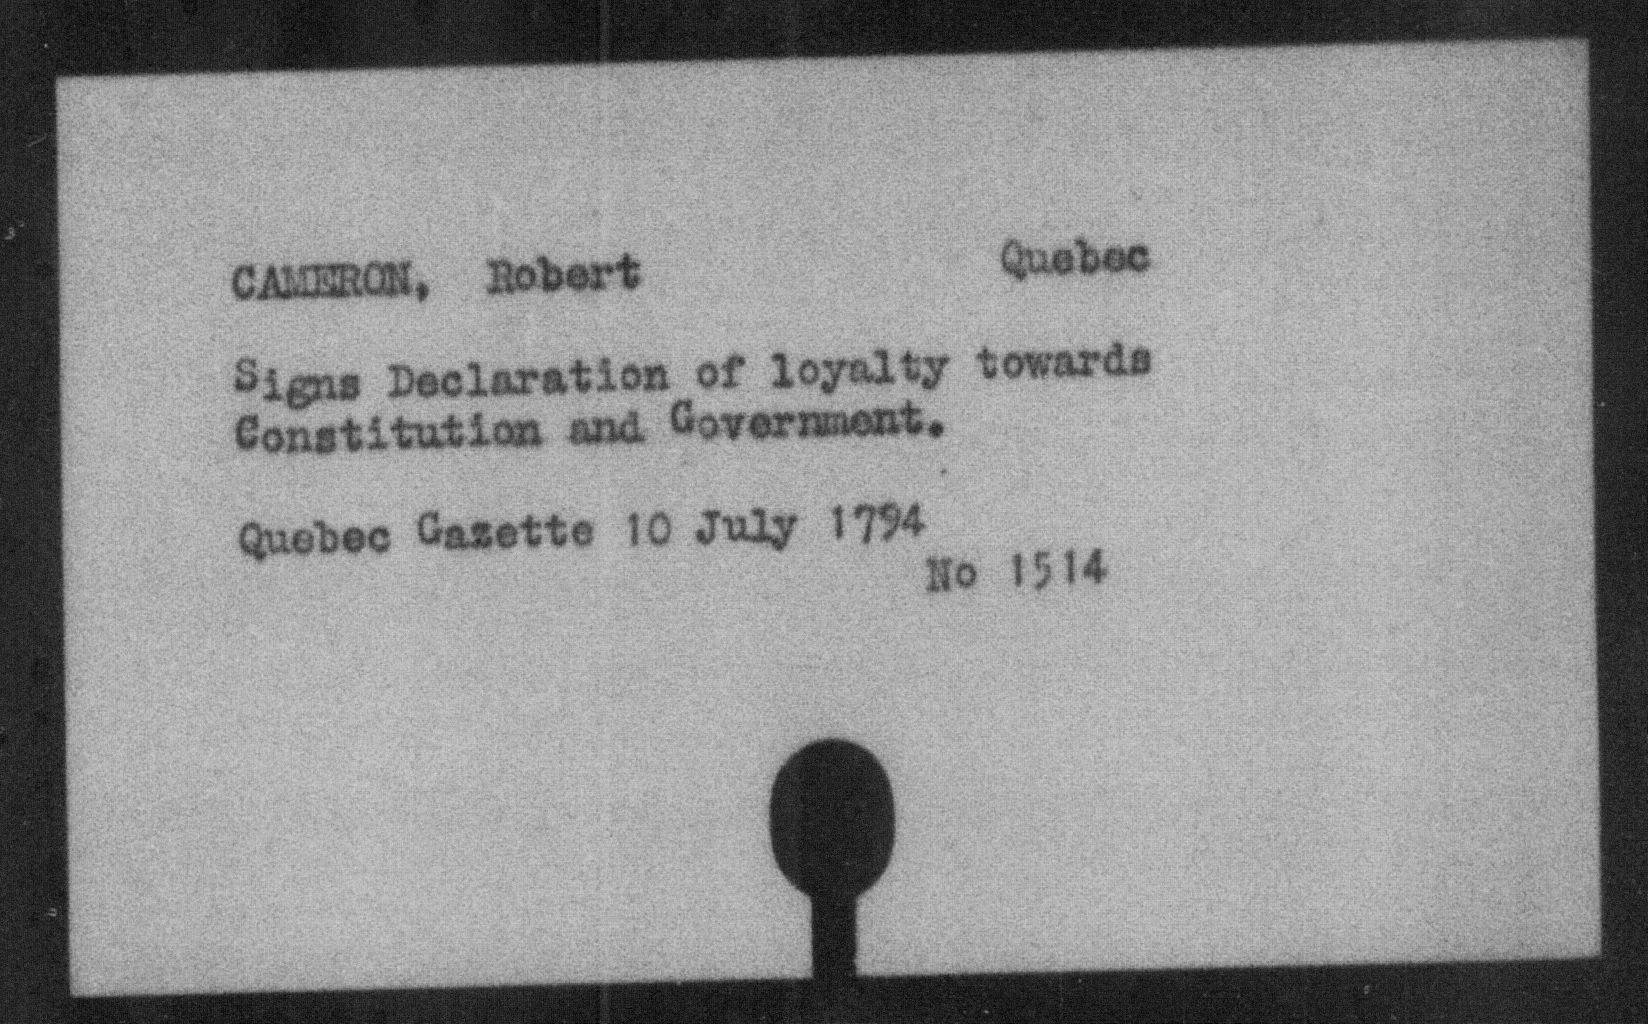 CAMERON, Robert Quebec
Signs Declaration of loyalty towards
Constitution and Government.
Quebec Gazette 10 July 1794
No 1514